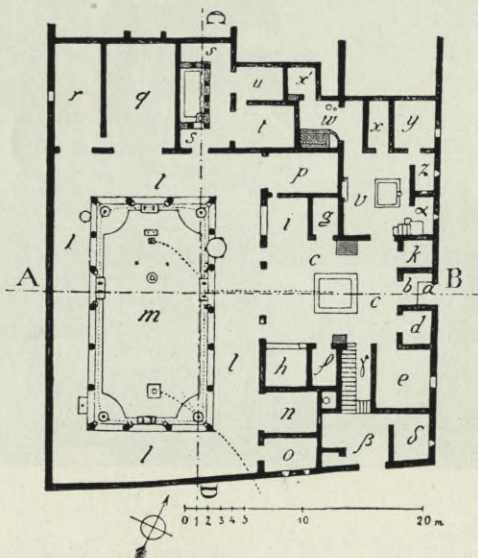 C
s
r q u x'
w x y
s t
l p z
v α
l l i g k
c
A m c b a B
d
h f γ e
l n
β δ
l o
D
0 1 2 3 4 5 10 20 m